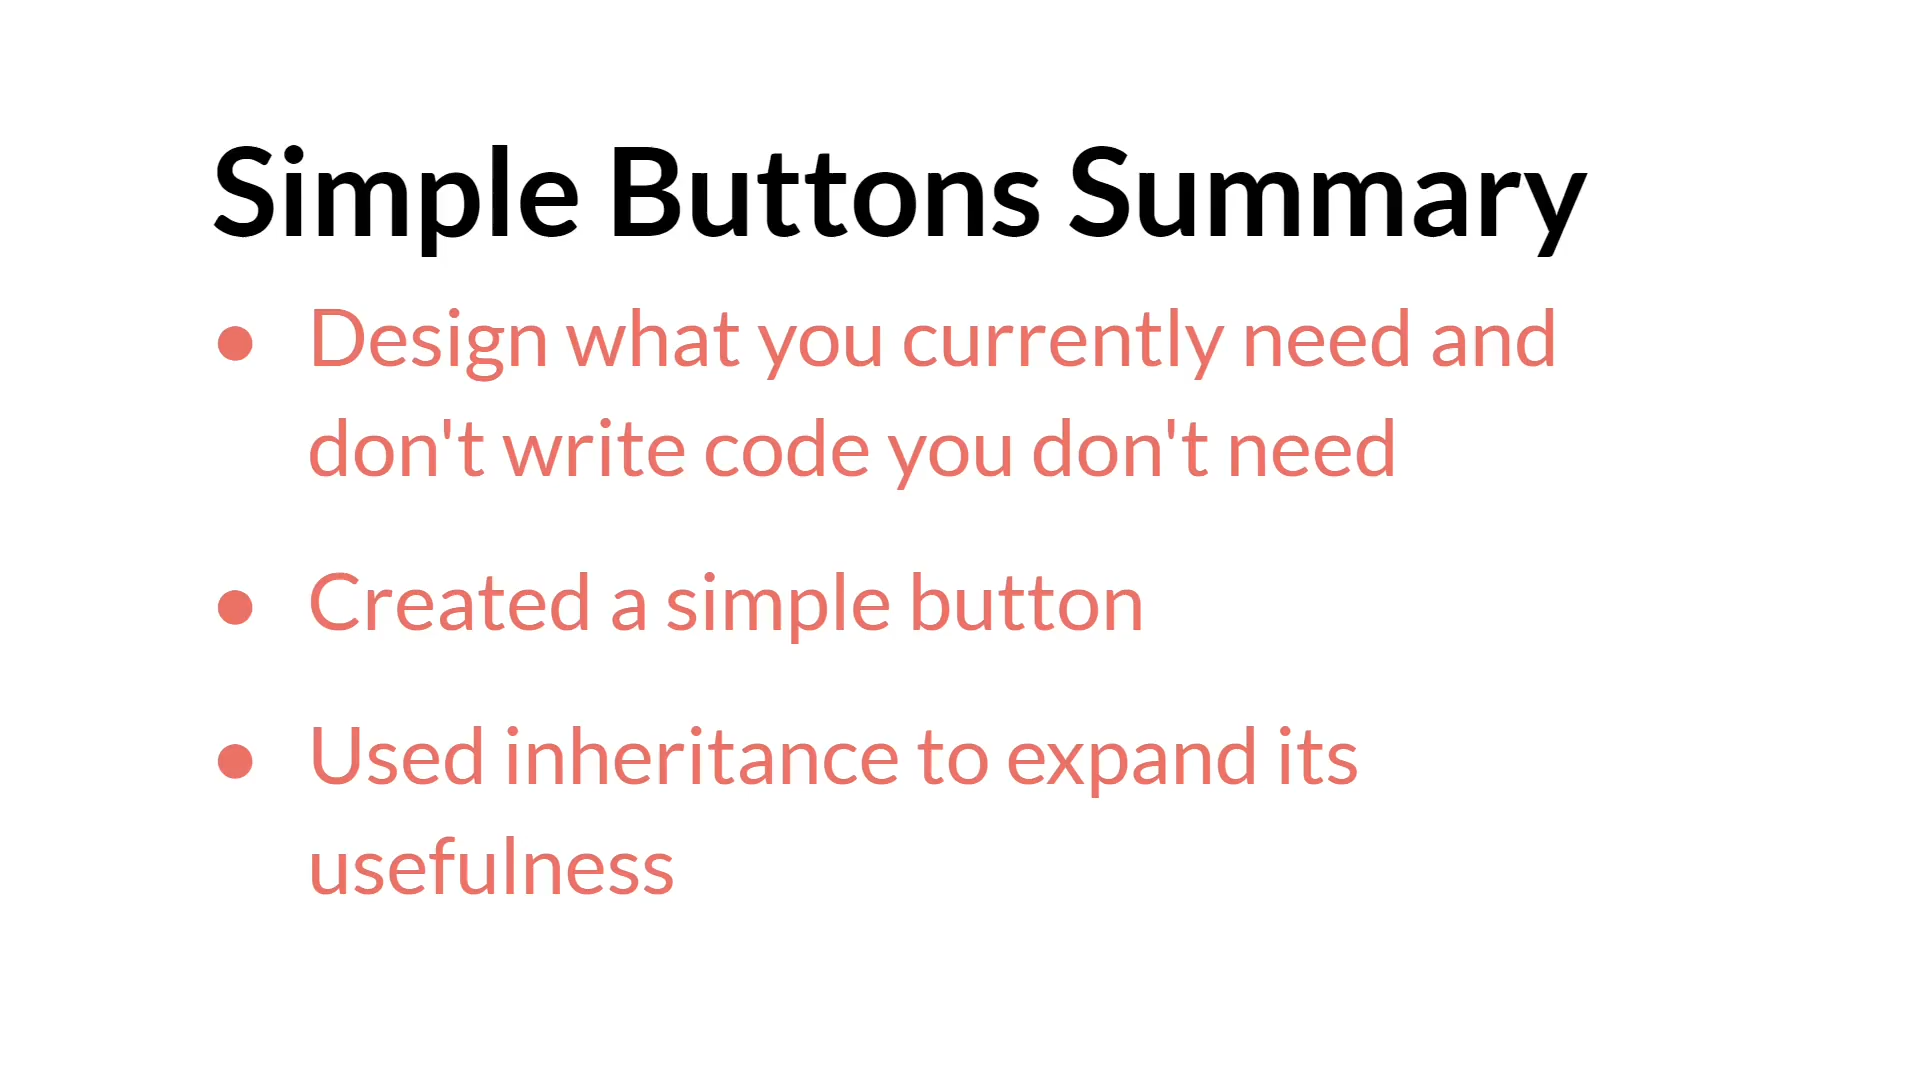 Simple Buttons Summary
● Design what you currently need and
don't write code you don't need
● Created a simple button
● Used inheritance to expand its
usefulness